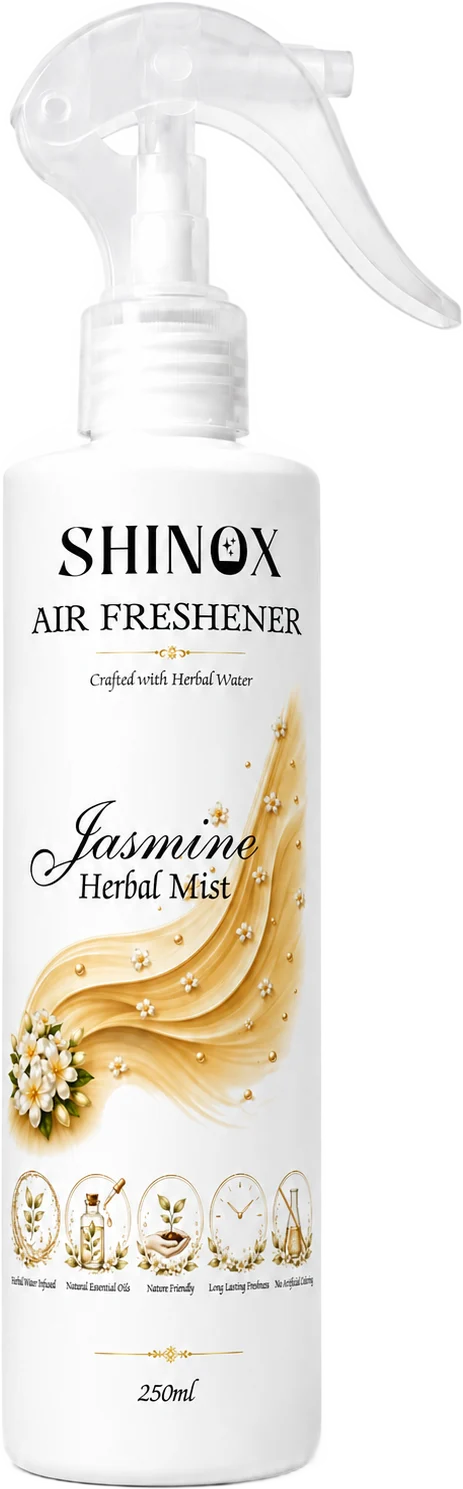 SHINOX
AIR FRESHENER
Crafted with Herbal Water
Jasmine
Herbal Mist
Herbal Water Infused
Natural Essential Oils
Nature Friendly
Long Lasting Freshness
No Artificial Coloring
250ml